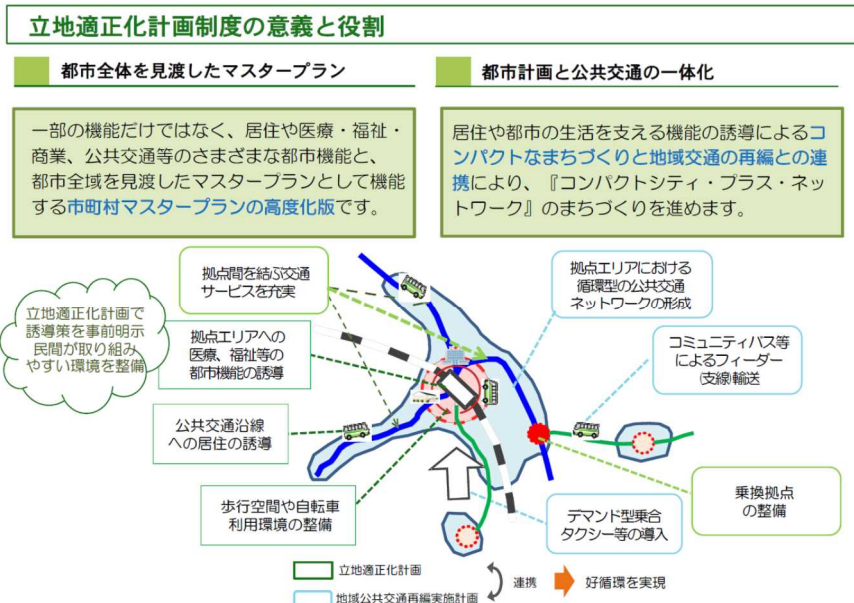 立地適正化計画制度の意義と役割
都市全体を見渡したマスタープラン
一部の機能だけではなく、居住や医療・福祉・
商業、公共交通等のさまざまな都市機能と、
都市全域を見渡したマスタープランとして機能
する市町村マスタープランの高度化版です。
都市計画と公共交通の一体化
居住や都市の生活を支える機能の誘導によるコ
ンパクトなまちづくりと地域交通の再編との連
携により、『コンパクトシティ・プラス・ネッ
トワーク』のまちづくりを進めます。
立地適正化計画で
誘導策を事前明示
民間が取り組み
やすい環境を整備
拠点間を結ぶ交通
サービスを充実
拠点エリアへの
医療、福祉等の
都市機能の誘導
公共交通沿線
への居住の誘導
歩行空間や自転車
利用環境の整備
拠点エリアにおける
循環型の公共交通
ネットワークの形成
コミュニティバス等
によるフィーダー
(支線)輸送
乗換拠点
の整備
デマンド型乗合
タクシー等の導入
立地適正化計画
地域公共交通再編実施計画
連携
好循環を実現